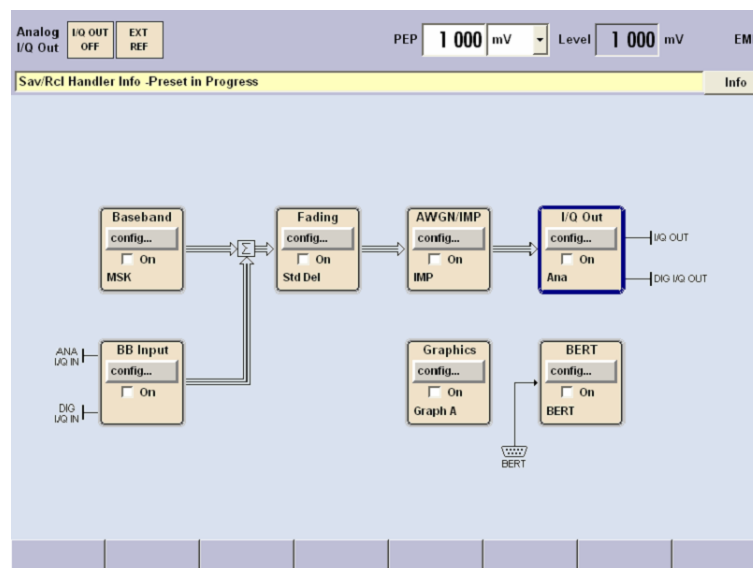 Analog I/Q Out
I/Q OUT OFF
EXT REF
PEP 1 000 mV
Level 1 000 mV
EM
Sav/Rcl Handler Info -Preset in Progress
Info
Baseband
config...
On
MSK
Σ
Fading
config...
On
Std Del
AWGN/IMP
config...
On
IMP
I/Q Out
config...
On
Ana
I/Q OUT
DIG I/Q OUT
ANA I/Q IN
DIG I/Q IN
BB Input
config...
On
Graphics
config...
On
Graph A
BERT
config...
On
BERT
BERT